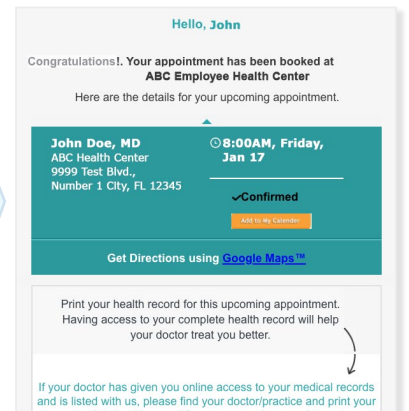 Hello, John
Congratulations!. Your appointment has been booked at
ABC Employee Health Center
Here are the details for your upcoming appointment.
John Doe, MD
ABC Health Center
9999 Test Blvd.,
Number 1 City, FL 12345
8:00AM, Friday,
Jan 17
✓Confirmed
Add to My Calender
Get Directions using Google Maps™
Print your health record for this upcoming appointment.
Having access to your complete health record will help
your doctor treat you better.
If your doctor has given you online access to your medical records
and is listed with us, please find your doctor/practice and print your